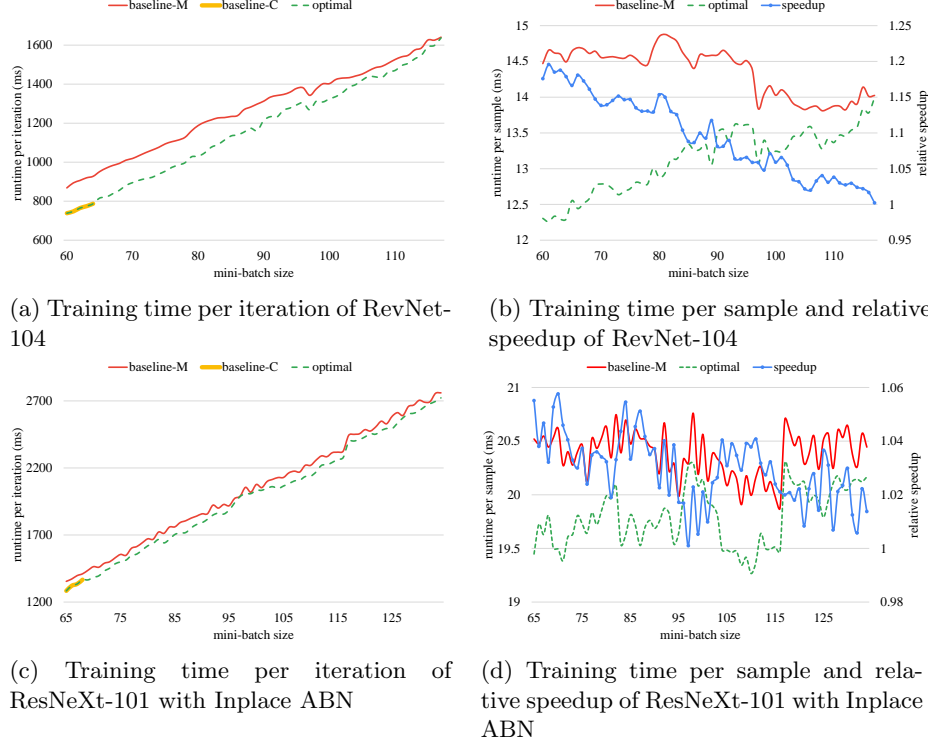 baseline-M baseline-C optimal
1600
1400
1200
1000
800
600
runtime per iteration (ms)
60 70 80 90 100 110
mini-batch size
(a) Training time per iteration of RevNet-
104
baseline-M optimal speedup
15
14.5
14
13.5
13
12.5
12
runtime per sample (ms)
1.25
1.2
1.15
1.1
1.05
1
0.95
relative speedup
60 70 80 90 100 110
mini-batch size
(b) Training time per sample and relative
speedup of RevNet-104
baseline-M baseline-C optimal
2700
2200
1700
1200
runtime per iteration (ms)
65 75 85 95 105 115 125
mini-batch size
(c) Training time per iteration of
ResNeXt-101 with Inplace ABN
baseline-M optimal speedup
21
20.5
20
19.5
19
runtime per sample (ms)
1.06
1.04
1.02
1
0.98
relative speedup
65 75 85 95 105 115 125
mini-batch size
(d) Training time per sample and rela-
tive speedup of ResNeXt-101 with Inplace
ABN